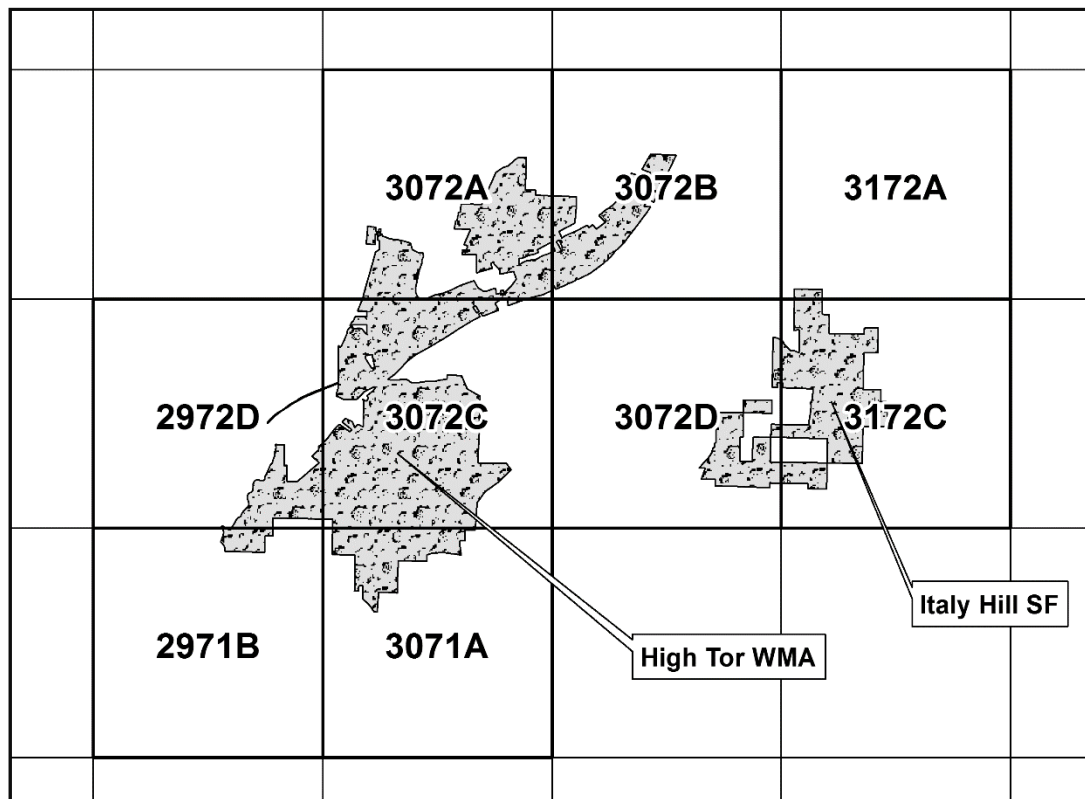 3072A
3072B
3172A
2972D
3072C
3072D
3172C
2971B
3071A
Italy Hill SF
High Tor WMA